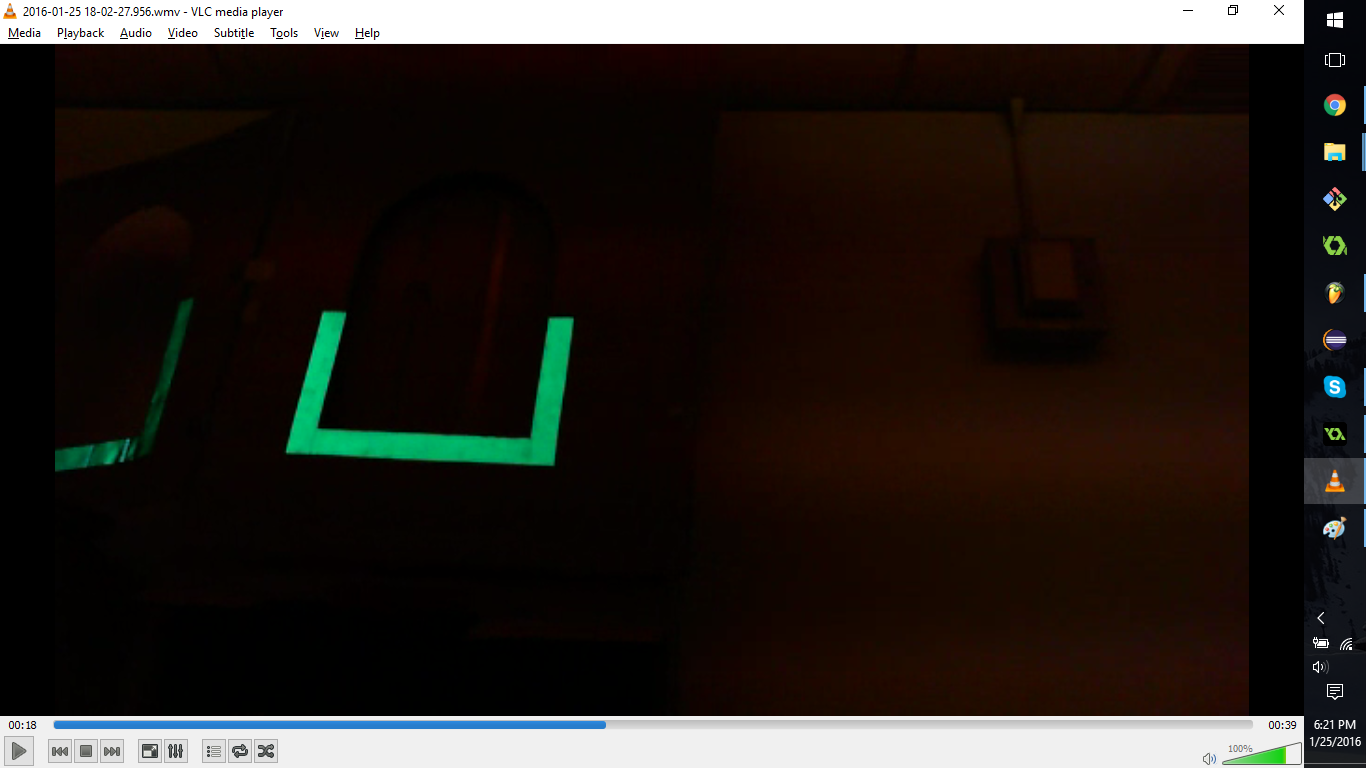 2016-01-25 18-02-27.956.wmv - VLC media player
Media Playback Audio Video Subtitle Tools View Help
00:18
00:39
100%
6:21 PM
1/25/2016